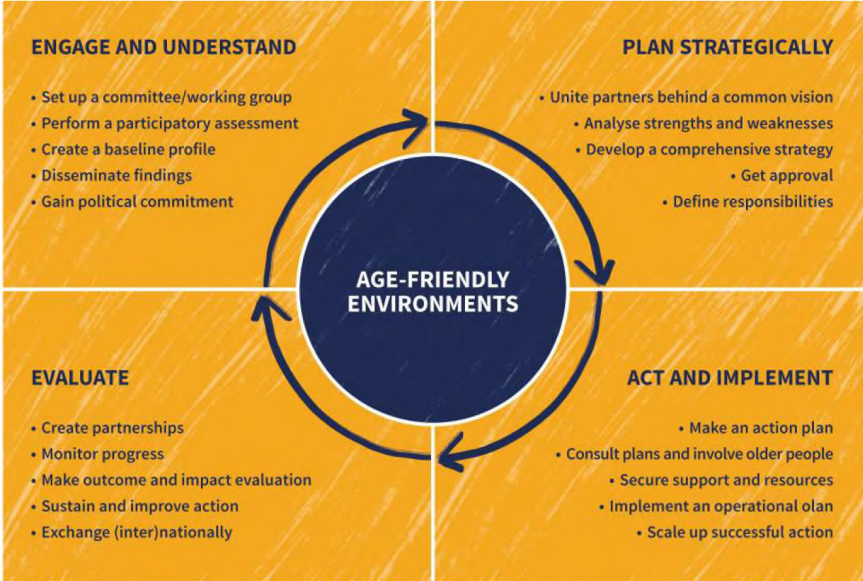 ENGAGE AND UNDERSTAND
• Set up a committee/working group
• Perform a participatory assessment
• Create a baseline profile
• Disseminate findings
• Gain political commitment
PLAN STRATEGICALLY
• Unite partners behind a common vision
• Analyse strengths and weaknesses
• Develop a comprehensive strategy
• Get approval
• Define responsibilities
AGE-FRIENDLY
ENVIRONMENTS
EVALUATE
• Create partnerships
• Monitor progress
• Make outcome and impact evaluation
• Sustain and improve action
• Exchange (inter)nationally
ACT AND IMPLEMENT
• Make an action plan
• Consult plans and involve older people
• Secure support and resources
• Implement an operational olan
• Scale up successful action